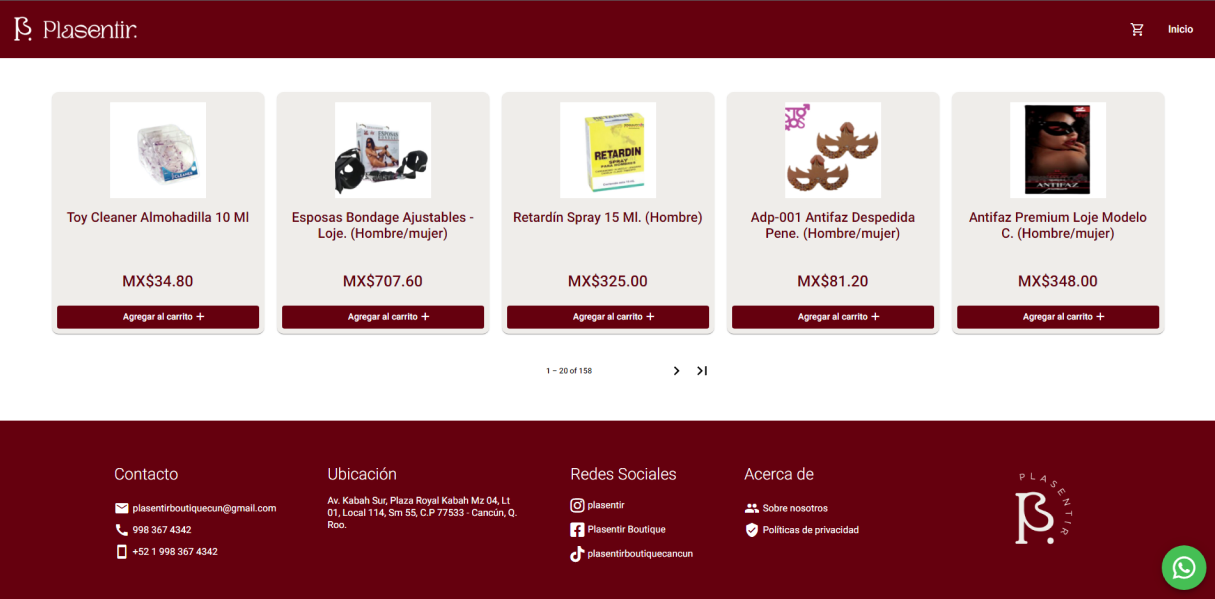 Plasentir.
Inicio
Toy Cleaner Almohadilla 10 Ml
MX$34.80
Agregar al carrito +
Esposas Bondage Ajustables -
Loje. (Hombre/mujer)
MX$707.60
Agregar al carrito +
RETARDIN
SPRAY
Retardín Spray 15 Ml. (Hombre)
MX$325.00
Agregar al carrito +
Adp-001 Antifaz Despedida
Pene. (Hombre/mujer)
MX$81.20
Agregar al carrito +
ANTIFAZ
Antifaz Premium Loje Modelo
C. (Hombre/mujer)
MX$348.00
Agregar al carrito +
1 – 20 of 158
Contacto
plasentirboutiquecun@gmail.com
998 367 4342
+52 1 998 367 4342
Ubicación
Av. Kabah Sur, Plaza Royal Kabah Mz 04, Lt
01, Local 114, Sm 55, C.P 77533 - Cancún, Q.
Roo.
Redes Sociales
plasentir
Plasentir Boutique
plasentirboutiquecancun
Acerca de
Sobre nosotros
Políticas de privacidad
PLASENTIR